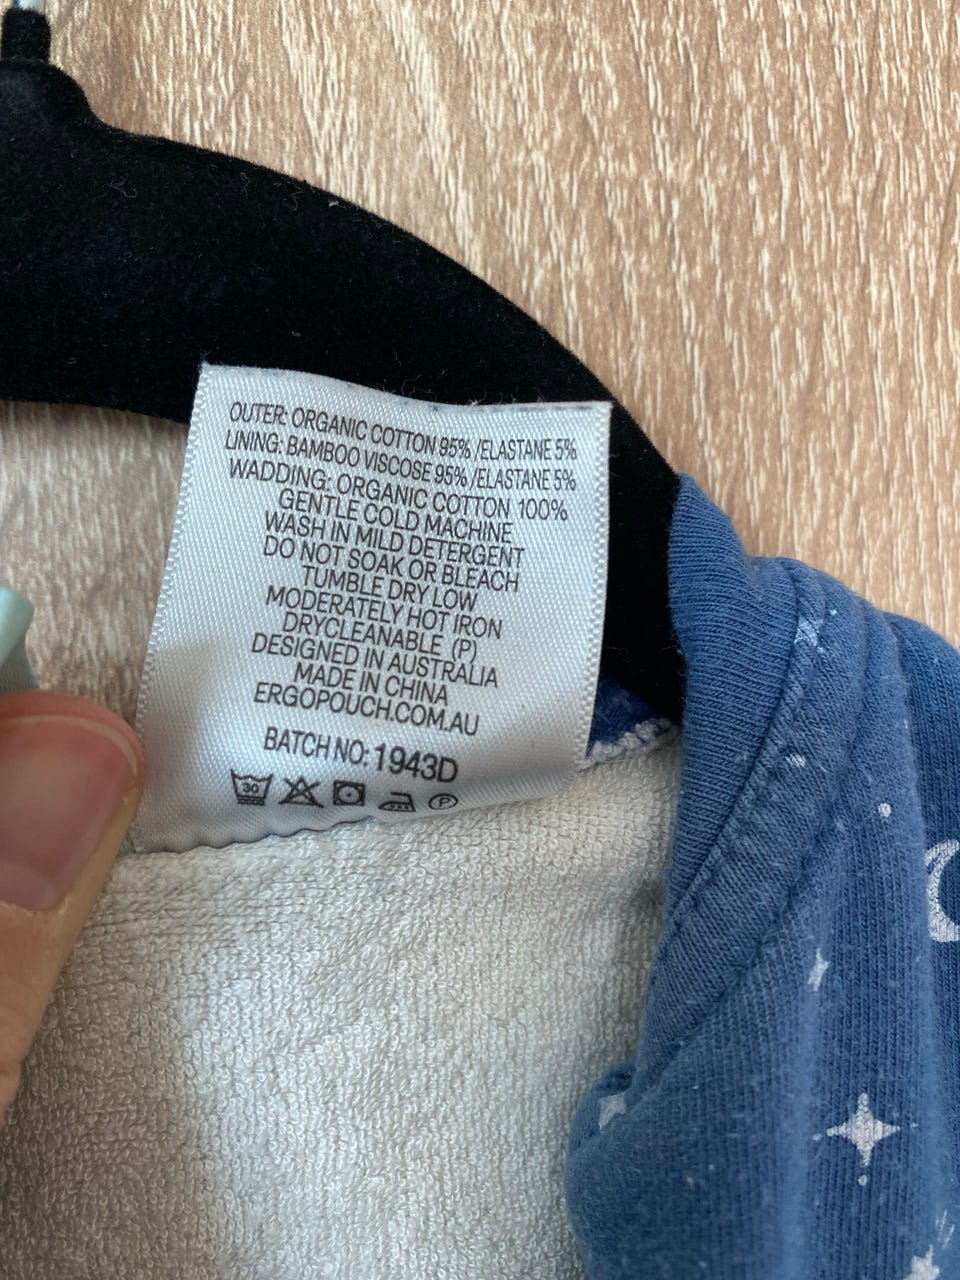 OUTER: ORGANIC COTTON 95% /ELASTANE 5%
LINING: BAMBOO VISCOSE 95% /ELASTANE 5%
WADDING: ORGANIC COTTON 100%
GENTLE COLD MACHINE
WASH IN MILD DETERGENT
DO NOT SOAK OR BLEACH
TUMBLE DRY LOW
MODERATELY HOT IRON
DRYCLEANABLE (P)
DESIGNED IN AUSTRALIA
MADE IN CHINA
ERGOPOUCH.COM.AU
BATCH NO: 1943D
30 P